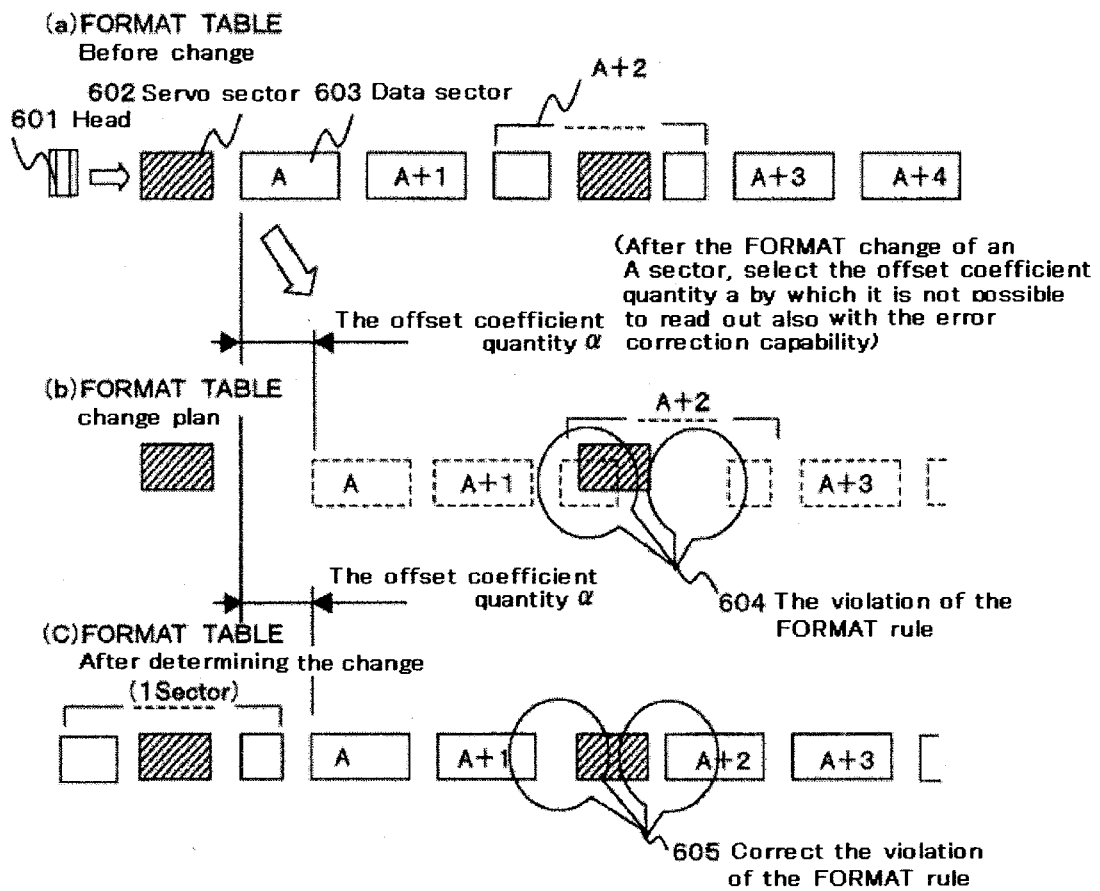 (a)FORMAT TABLE
Before change
A+2
602 Servo sector 603 Data sector
601 Head
A A+1 A+3 A+4
(After the FORMAT change of an
A sector, select the offset coefficient
quantity a by which it is not possible
to read out also with the error
correction capability)
The offset coefficient
quantity α
(b)FORMAT TABLE
change plan
A+2
A A+1 A+3
The offset coefficient
quantity α
604 The violation of the
FORMAT rule
(C)FORMAT TABLE
After determining the change
(1Sector)
A A+1 A+2 A+3
605 Correct the violation
of the FORMAT rule